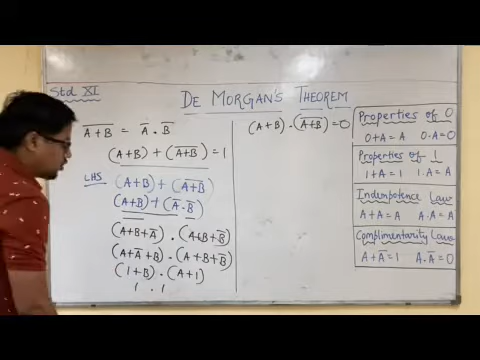 Std XI
DE MORGAN'S THEOREM
A̅+̅B̅ = A̅ . B̅
(A+B) + (A̅+̅B̅) = 1
LHS (A+B) + (A̅+̅B̅)
(A+B) + (A̅ . B̅)
(A+B+A̅) . (A+B+B̅)
(A+A̅+B) . (A+B+B̅)
(1+B) . (A+1)
1 . 1
(A+B) . (A̅+̅B̅) = 0
Properties of 0
0+A = A 0.A = 0
Properties of 1
1+A = 1 1.A = A
Indempotence Law
A+A = A A.A = A
Complimentarity Laws
A+A̅ = 1 A.A̅ = 0